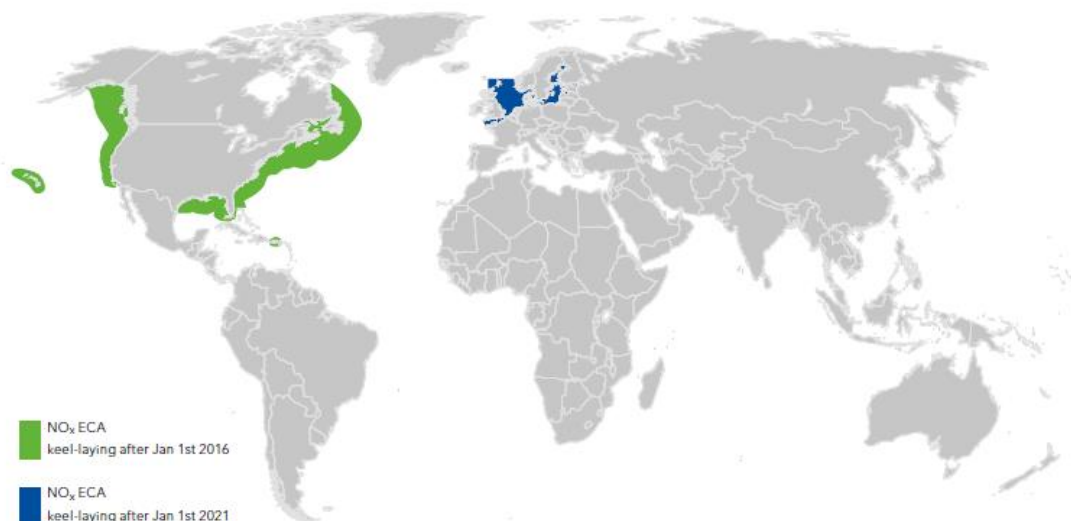 NOₓ ECA
keel-laying after Jan 1st 2016
NOₓ ECA
keel-laying after Jan 1st 2021